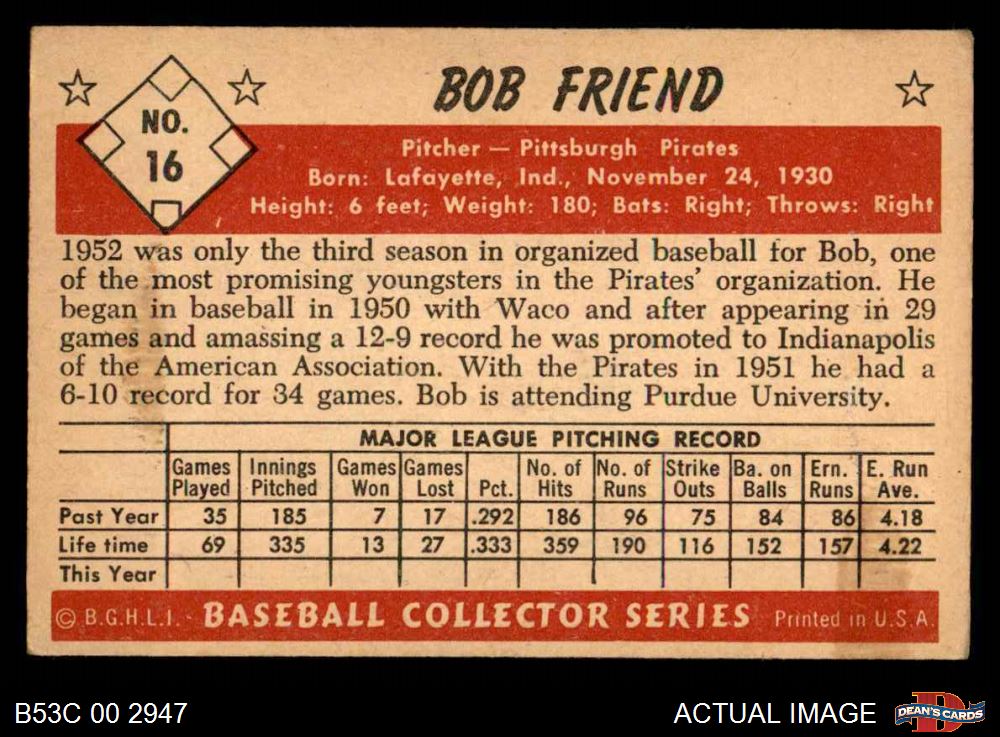 BOB FRIEND
NO.
16
Pitcher — Pittsburgh Pirates
Born: Lafayette, Ind., November 24, 1930
Height: 6 feet; Weight: 180; Bats: Right; Throws: Right
1952 was only the third season in organized baseball for Bob, one
of the most promising youngsters in the Pirates' organization. He
began in baseball in 1950 with Waco and after appearing in 29
games and amassing a 12-9 record he was promoted to Indianapolis
of the American Association. With the Pirates in 1951 he had a
6-10 record for 34 games. Bob is attending Purdue University.
MAJOR LEAGUE PITCHING RECORD
Games Innings Games Games No. of No. of Strike Ba. on Ern. E. Run
Played Pitched Won Lost Pct. Hits Runs Outs Balls Runs Ave.
Past Year 35 185 7 17 .292 186 96 75 84 86 4.18
Life time 69 335 13 27 .333 359 190 116 152 157 4.22
This Year
© B.G.H.L.I. - BASEBALL COLLECTOR SERIES Printed in U.S.A.
B53C 00 2947 ACTUAL IMAGE DEAN'S CARDS